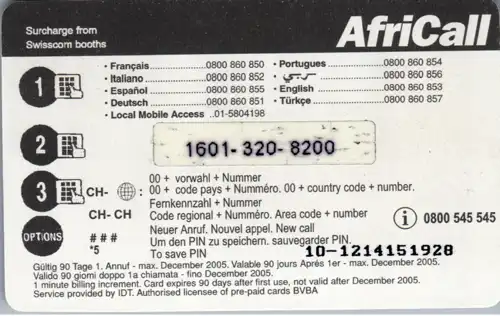 Surcharge from
Swisscom booths
AfriCall
1
• Français 0800 860 850
• Italiano 0800 860 852
• Español 0800 860 855
• Deutsch 0800 860 851
• Local Mobile Access ..01-5804198
• Portugues 0800 860 854
• عربي 0800 860 856
• English 0800 860 853
• Türkçe 0800 860 857
2
1601-320-8200
3
CH- : 00 + vorwahl + Nummer
00 + code pays + Numméro. 00 + country code + number.
CH- CH
Fernkenzahl + Nummer
Code regional + Numméro. Area code + number
i 0800 545 545
OPTIONS
# # # Neuer Anruf. Nouvel appel. New call
*5 Um den PIN zu speichern. sauvegarder PIN.
To save PIN
10-1214151928
Gültig 90 Tage 1. Annuf - max. December 2005. Valable 90 jours Aprés 1er - max. December 2005.
Valido 90 giorni doppo 1a chiamata - fino December 2005.
1 minute billing increment. Card expires 90 days after first use, not valid after December 2005.
Service provided by IDT. Authorised licensee of pre-paid cards BVBA